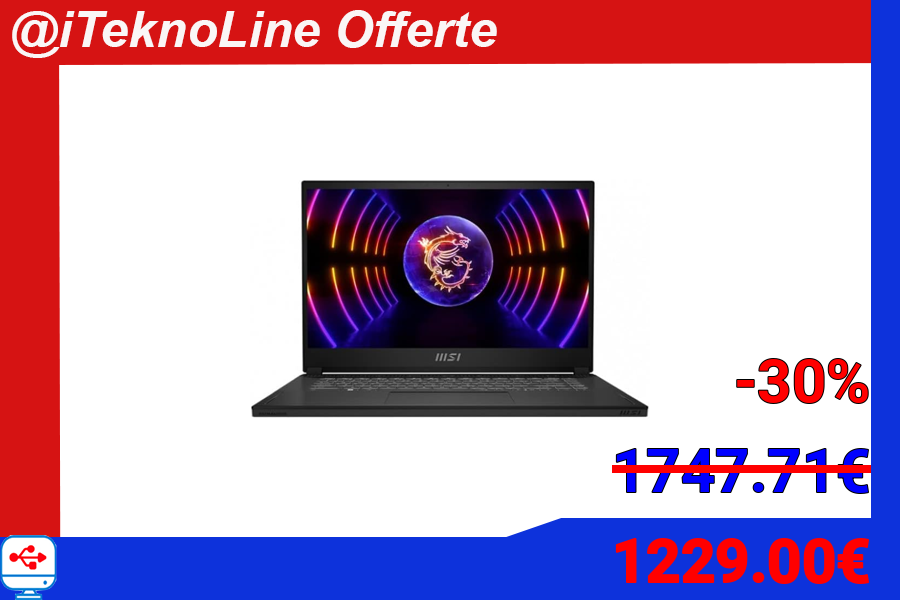 @iTeknoLine Offerte
msi
-30%
1747.71€
1229.00€